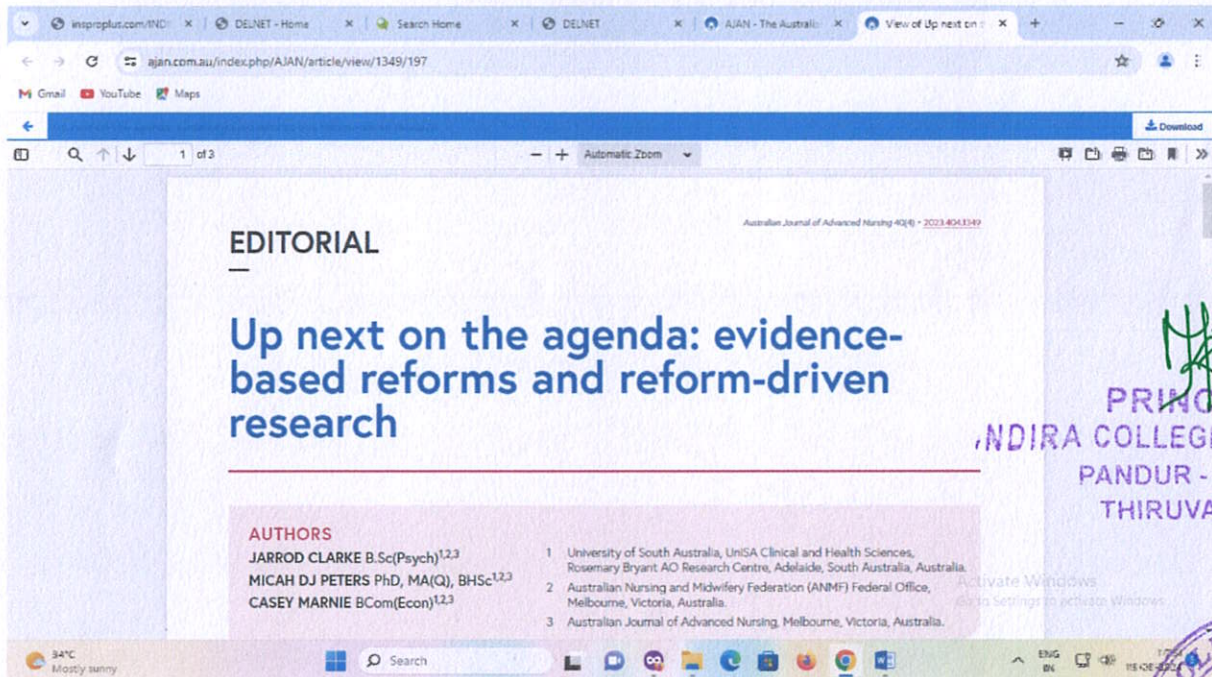 insproplus.com/IND
DELNET - Home
Search Home
DELNET
AJAN - The Australi
View of Up next on
ajan.com.au/index.php/AJAN/article/view/1349/197
Gmail YouTube Maps
Download
1 of 3
Automatic Zoom
Australian Journal of Advanced Nursing 40(4) • 2023.404.1349
EDITORIAL
Up next on the agenda: evidence-
based reforms and reform-driven
research
PRINC
NDIRA COLLEG
PANDUR -
THIRUVA
AUTHORS
JARROD CLARKE B.Sc(Psych)1,2,3
MICAH DJ PETERS PhD, MA(Q), BHSc1,2,3
CASEY MARNIE BCom(Econ)1,2,3
1 University of South Australia, UniSA Clinical and Health Sciences,
Rosemary Bryant AO Research Centre, Adelaide, South Australia, Australia.
2 Australian Nursing and Midwifery Federation (ANMF) Federal Office,
Melbourne, Victoria, Australia.
3 Australian Journal of Advanced Nursing, Melbourne, Victoria, Australia.
Activate Windows
Go to Settings to activate Windows
34°C
Mostly sunny
Search
ENG
IN